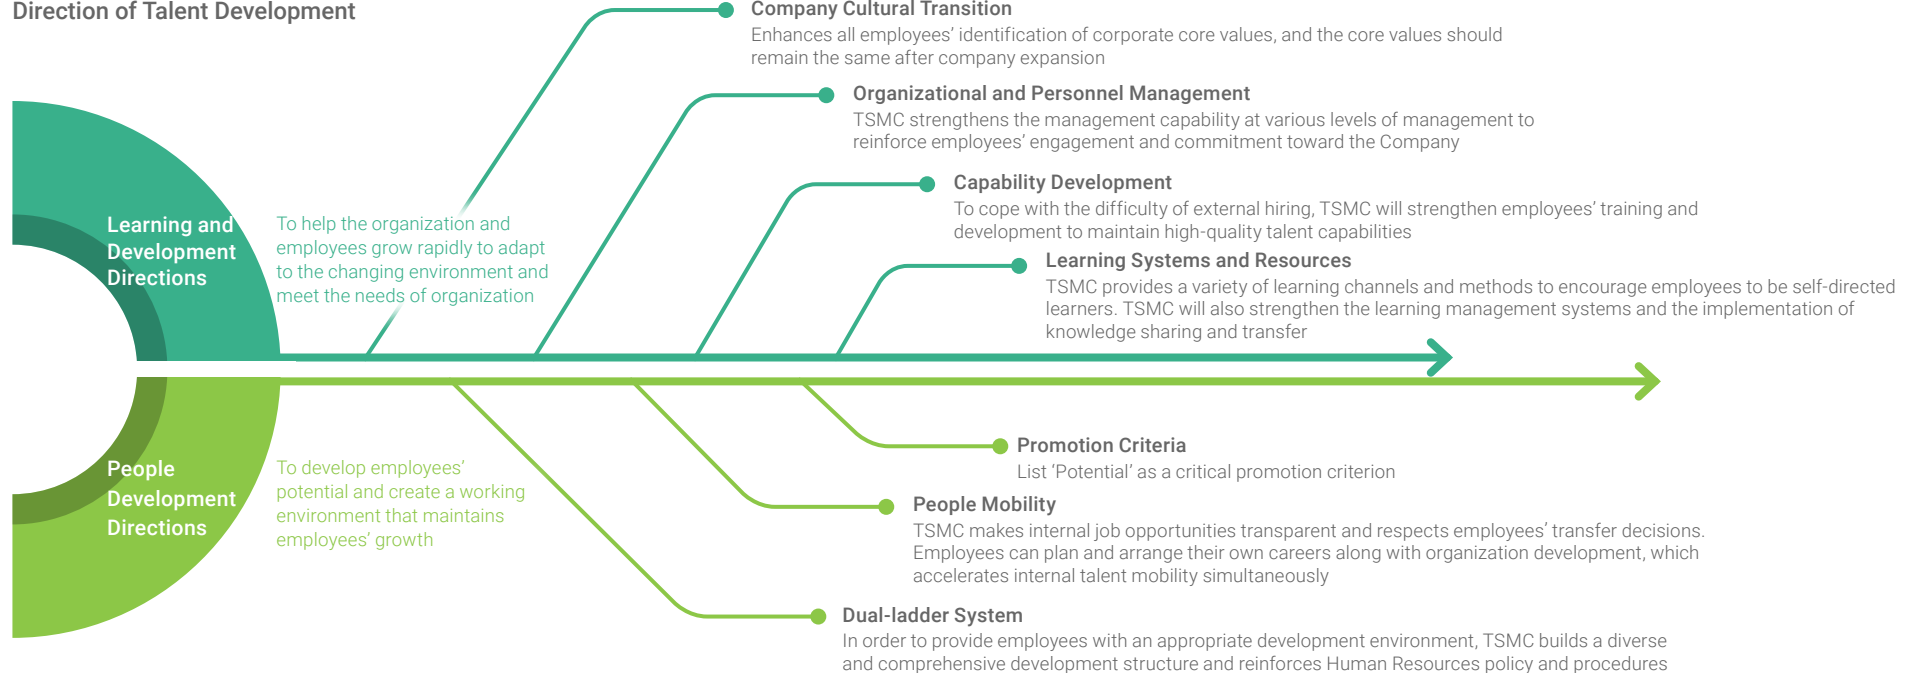 Direction of Talent Development
Company Cultural Transition
Enhances all employees’ identification of corporate core values, and the core values should
remain the same after company expansion
Organizational and Personnel Management
TSMC strengthens the management capability at various levels of management to
reinforce employees’ engagement and commitment toward the Company
Capability Development
To cope with the difficulty of external hiring, TSMC will strengthen employees’ training and
development to maintain high-quality talent capabilities
Learning Systems and Resources
TSMC provides a variety of learning channels and methods to encourage employees to be self-directed
learners. TSMC will also strengthen the learning management systems and the implementation of
knowledge sharing and transfer
Learning and
Development
Directions
To help the organization and
employees grow rapidly to adapt
to the changing environment and
meet the needs of organization
People
Development
Directions
To develop employees’
potential and create a working
environment that maintains
employees’ growth
Promotion Criteria
List ‘Potential’ as a critical promotion criterion
People Mobility
TSMC makes internal job opportunities transparent and respects employees’ transfer decisions.
Employees can plan and arrange their own careers along with organization development, which
accelerates internal talent mobility simultaneously
Dual-ladder System
In order to provide employees with an appropriate development environment, TSMC builds a diverse
and comprehensive development structure and reinforces Human Resources policy and procedures